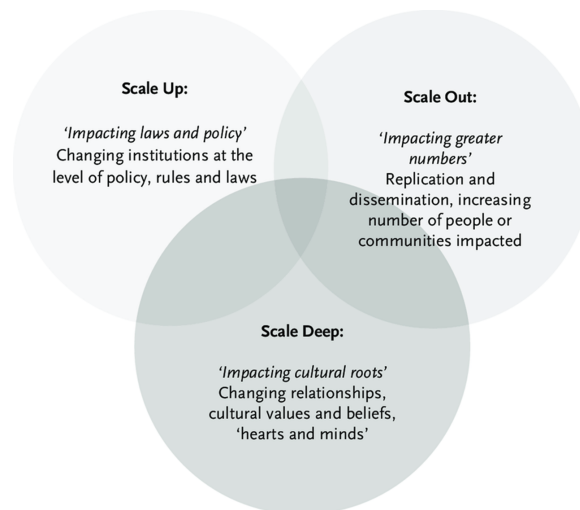 Scale Up:
‘Impacting laws and policy’
Changing institutions at the
level of policy, rules and laws
Scale Out:
‘Impacting greater
numbers’
Replication and
dissemination, increasing
number of people or
communities impacted
Scale Deep:
‘Impacting cultural roots’
Changing relationships,
cultural values and beliefs,
‘hearts and minds’